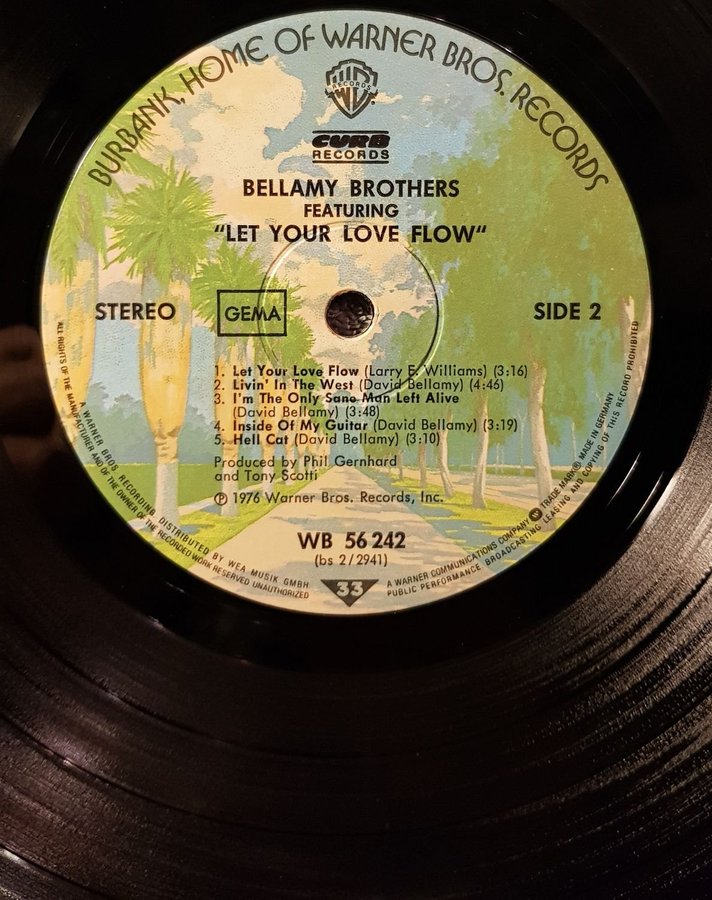 BURBANK, HOME OF WARNER BROS. RECORDS
WB
RECORDS
CURB
RECORDS
BELLAMY BROTHERS
FEATURING
"LET YOUR LOVE FLOW"
STEREO
GEMA
SIDE 2
1. Let Your Love Flow (Larry E. Williams) (3:16)
2. Livin' In The West (David Bellamy) (4:46)
3. I'm The Only Sane Man Left Alive
(David Bellamy) (3:48)
4. Inside Of My Guitar (David Bellamy) (3:19)
5. Hell Cat (David Bellamy) (3:10)
Produced by Phil Gernhard
and Tony Scotti
℗ 1976 Warner Bros. Records, Inc.
WB 56 242
(bs 2/2941)
33
A WARNER BROS RECORDING DISTRIBUTED BY WEA MUSIK GMBH
ALL RIGHTS OF THE MANUFACTURER AND OF THE OWNER OF THE RECORDED WORK RESERVED UNAUTHORIZED
A WARNER COMMUNICATIONS COMPANY TRADE MARK® MADE IN GERMANY
PUBLIC PERFORMANCE BROADCASTING LEASING AND COPYING OF THIS RECORD PROHIBITED